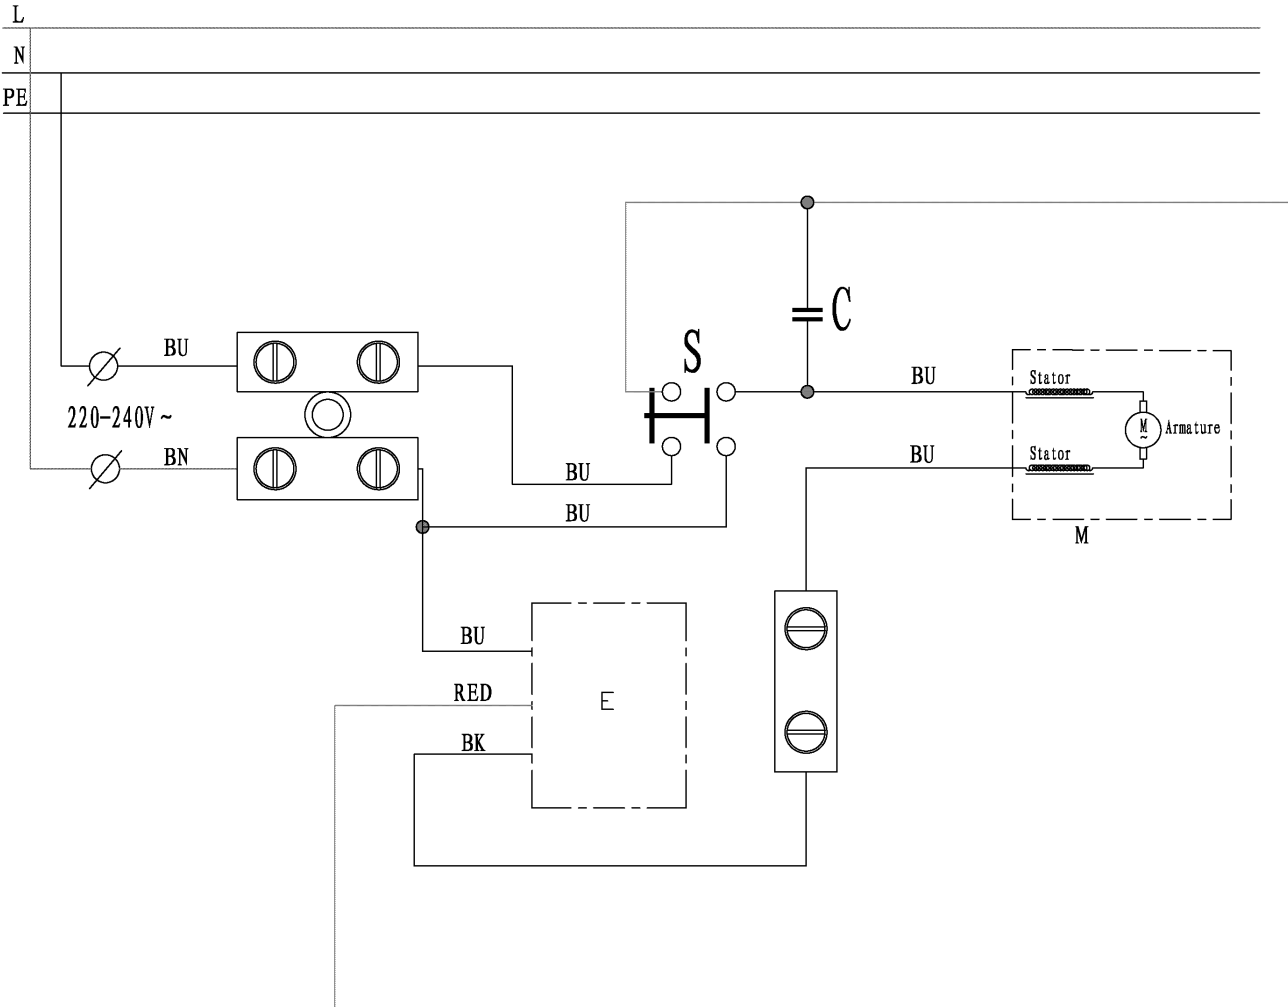 L
N
PE
BU
220-240V~
BN
S
C
BU
BU
BU
BU
Stator
M
~
Armature
Stator
M
BU
RED
BK
E